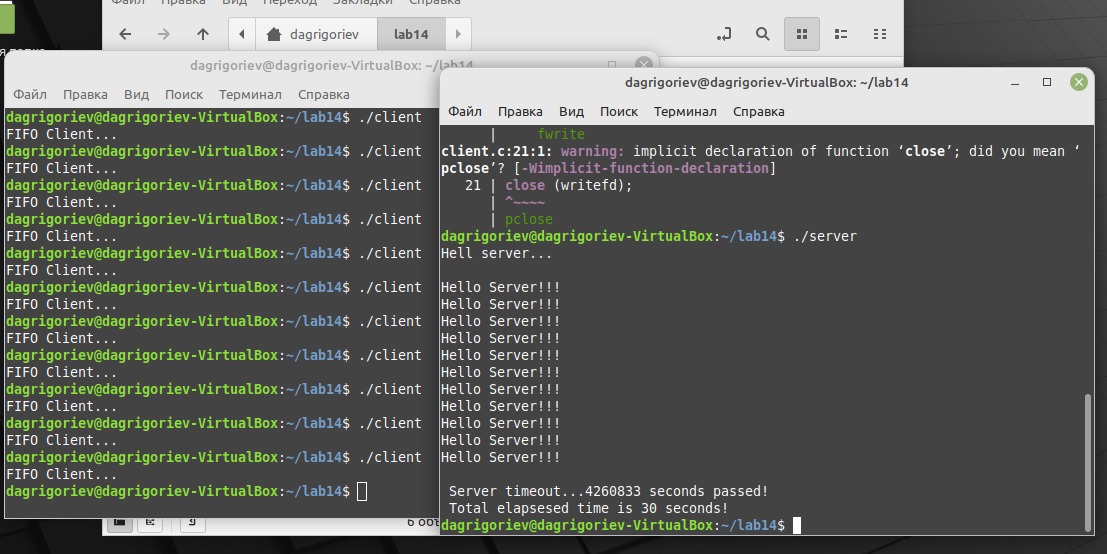 Файл Правка Вид Переход Закладки Справка
dagrigoriev lab14
dagrigoriev@dagrigoriev-VirtualBox: ~/lab14
Файл Правка Вид Поиск Терминал Справка
dagrigoriev@dagrigoriev-VirtualBox:~/lab14$ ./client
FIFO Client...
dagrigoriev@dagrigoriev-VirtualBox:~/lab14$ ./client
FIFO Client...
dagrigoriev@dagrigoriev-VirtualBox:~/lab14$ ./client
FIFO Client...
dagrigoriev@dagrigoriev-VirtualBox:~/lab14$ ./client
FIFO Client...
dagrigoriev@dagrigoriev-VirtualBox:~/lab14$ ./client
FIFO Client...
dagrigoriev@dagrigoriev-VirtualBox:~/lab14$ ./client
FIFO Client...
dagrigoriev@dagrigoriev-VirtualBox:~/lab14$ ./client
FIFO Client...
dagrigoriev@dagrigoriev-VirtualBox:~/lab14$ ./client
FIFO Client...
dagrigoriev@dagrigoriev-VirtualBox:~/lab14$ ./client
FIFO Client...
dagrigoriev@dagrigoriev-VirtualBox:~/lab14$ ./client
FIFO Client...
dagrigoriev@dagrigoriev-VirtualBox:~/lab14$ ./client
FIFO Client...
dagrigoriev@dagrigoriev-VirtualBox:~/lab14$
dagrigoriev@dagrigoriev-VirtualBox: ~/lab14
Файл Правка Вид Поиск Терминал Справка
| fwrite
client.c:21:1: warning: implicit declaration of function ‘close’; did you mean ‘
pclose’? [-Wimplicit-function-declaration]
21 | close (writefd);
| ^~~~~
| pclose
dagrigoriev@dagrigoriev-VirtualBox:~/lab14$ ./server
Hell server...
Hello Server!!!
Hello Server!!!
Hello Server!!!
Hello Server!!!
Hello Server!!!
Hello Server!!!
Hello Server!!!
Hello Server!!!
Hello Server!!!
Hello Server!!!
Hello Server!!!
Server timeout...4260833 seconds passed!
Total elapsesed time is 30 seconds!
dagrigoriev@dagrigoriev-VirtualBox:~/lab14$